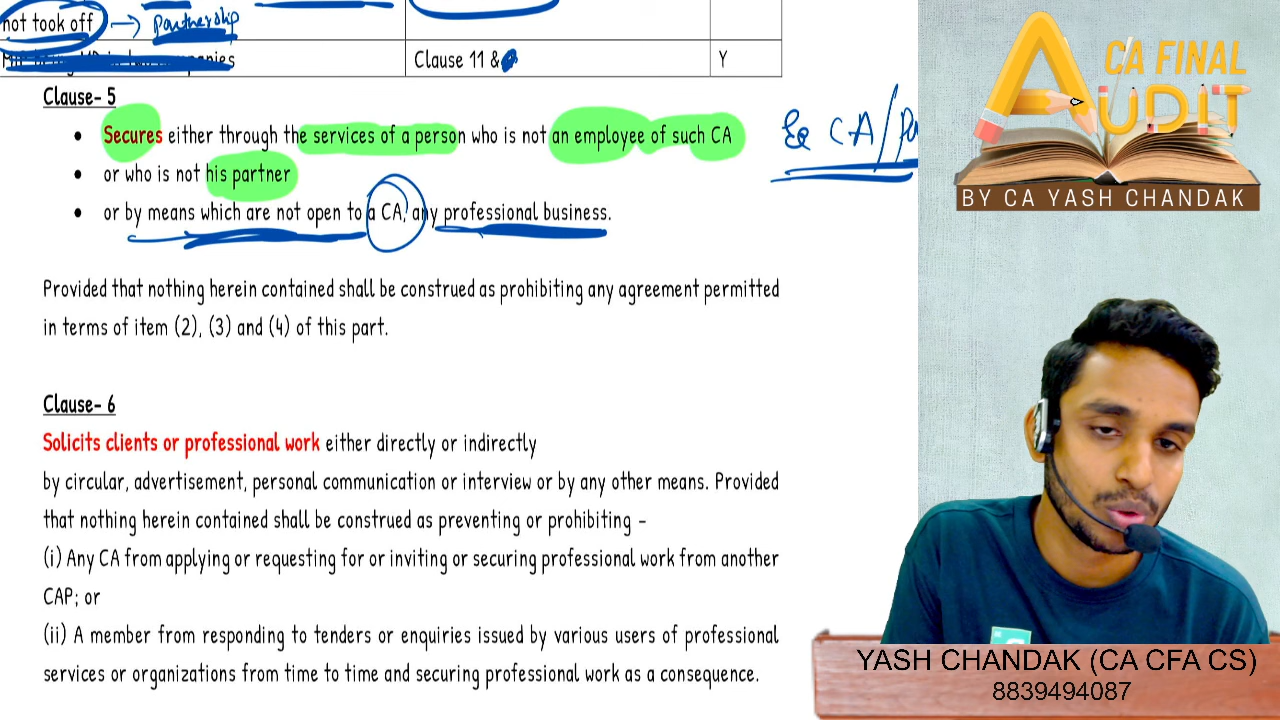 not took off → partnership
Clause 11 &
Y
Clause- 5
• Secures either through the services of a person who is not an employee of such CA
• or who is not his partner
• or by means which are not open to a CA, any professional business.
CA/
Provided that nothing herein contained shall be construed as prohibiting any agreement permitted
in terms of item (2), (3) and (4) of this part.
Clause- 6
Solicits clients or professional work either directly or indirectly
by circular, advertisement, personal communication or interview or by any other means. Provided
that nothing herein contained shall be construed as preventing or prohibiting –
(i) Any CA from applying or requesting for or inviting or securing professional work from another
CAP; or
(ii) A member from responding to tenders or enquiries issued by various users of professional
services or organizations from time to time and securing professional work as a consequence.
CA FINAL
AUDIT
BY CA YASH CHANDAK
YASH CHANDAK (CA CFA CS)
8839494087